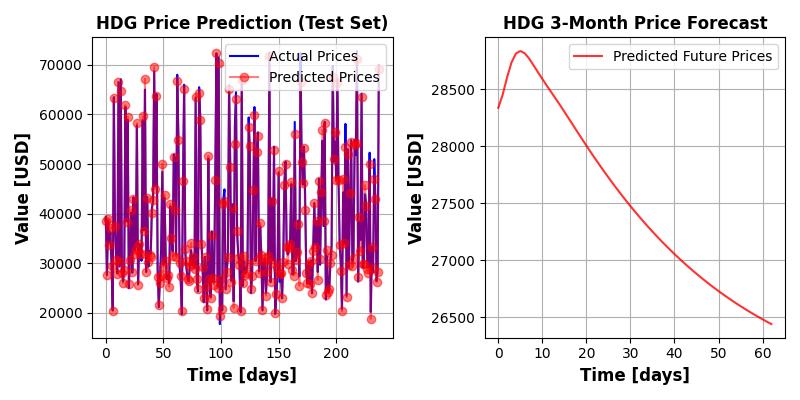 HDG Price Prediction (Test Set)
Value [USD]
70000
60000
50000
40000
30000
20000
0 50 100 150 200
Time [days]
Actual Prices
Predicted Prices
HDG 3-Month Price Forecast
Value [USD]
28500
28000
27500
27000
26500
0 10 20 30 40 50 60
Time [days]
Predicted Future Prices